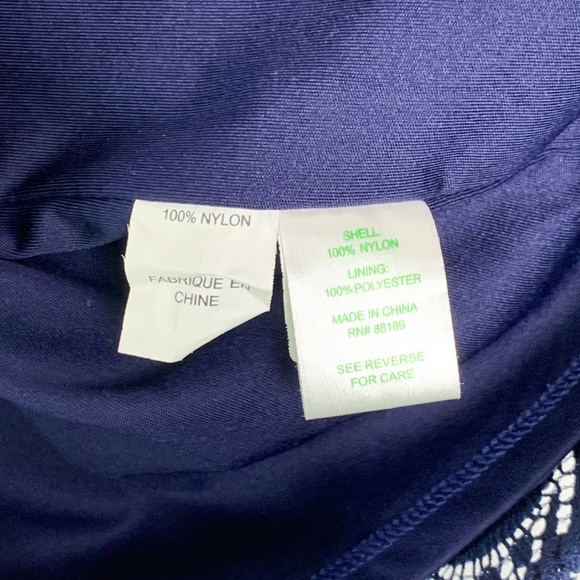 100% NYLON
FABRIQUE EN
CHINE
SHELL:
100% NYLON
LINING:
100% POLYESTER
MADE IN CHINA
RN# 88189
SEE REVERSE
FOR CARE